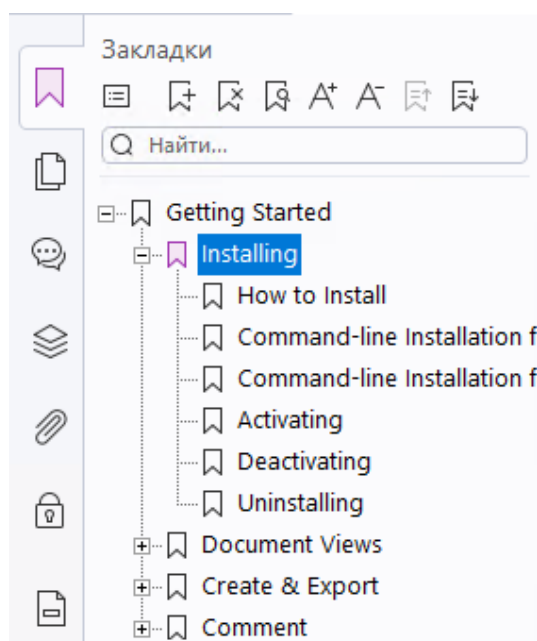 Закладки
Найти...
Getting Started
Installing
How to Install
Command-line Installation f
Command-line Installation f
Activating
Deactivating
Uninstalling
Document Views
Create & Export
Comment